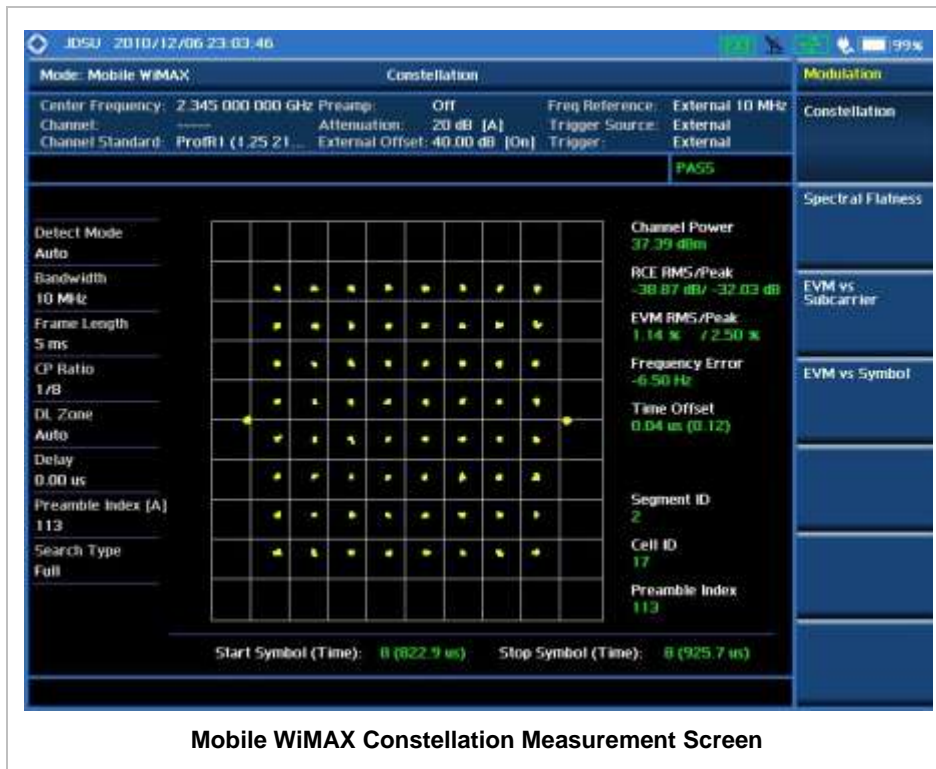 JDSU 2010/12/06 23:03:46 99%
Mode: Mobile WiMAX Constellation Modulation
Center Frequency: 2.345 000 000 GHz Preamp: Off Freq Reference: External 10 MHz
Channel: ----- Attenuation: 20 dB [A] Trigger Source: External
Channel Standard: ProfR1 (1.25 21... External Offset: 40.00 dB [On] Trigger: External
PASS
Constellation
Spectral Flatness
EVM vs
Subcarrier
EVM vs Symbol
Detect Mode
Auto
Bandwidth
10 MHz
Frame Length
5 ms
CP Ratio
1/8
DL Zone
Auto
Delay
0.00 us
Preamble Index [A]
113
Search Type
Full
Channel Power
37.39 dBm
RCE RMS/Peak
-38.87 dB/ -32.03 dB
EVM RMS/Peak
1.14 % / 2.50 %
Frequency Error
-6.50 Hz
Time Offset
0.04 us (0.12)
Segment ID
2
Cell ID
17
Preamble Index
113
Start Symbol (Time): 8 (822.9 us) Stop Symbol (Time): 8 (925.7 us)
Mobile WiMAX Constellation Measurement Screen